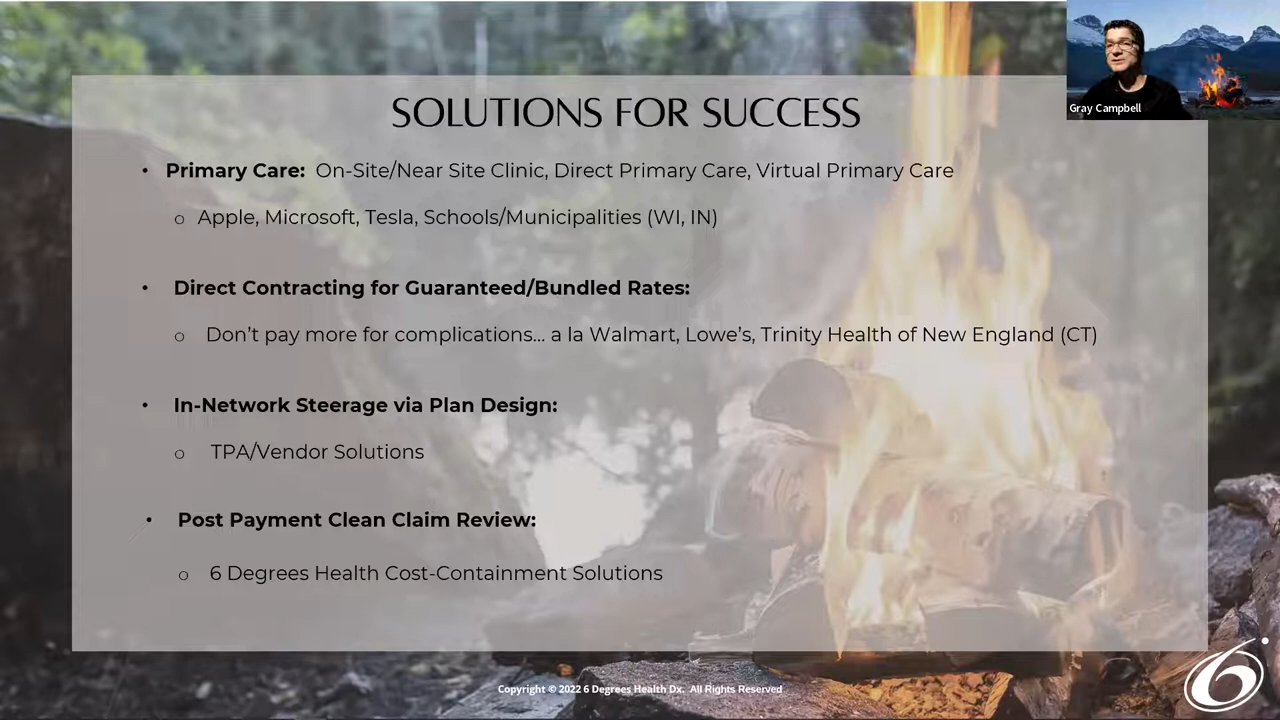 Gray Campbell
SOLUTIONS FOR SUCCESS
• Primary Care: On-Site/Near Site Clinic, Direct Primary Care, Virtual Primary Care
o Apple, Microsoft, Tesla, Schools/Municipalities (WI, IN)
• Direct Contracting for Guaranteed/Bundled Rates:
o Don’t pay more for complications... a la Walmart, Lowe’s, Trinity Health of New England (CT)
• In-Network Steerage via Plan Design:
o TPA/Vendor Solutions
• Post Payment Clean Claim Review:
o 6 Degrees Health Cost-Containment Solutions
Copyright © 2022 6 Degrees Health Dx. All Rights Reserved
6